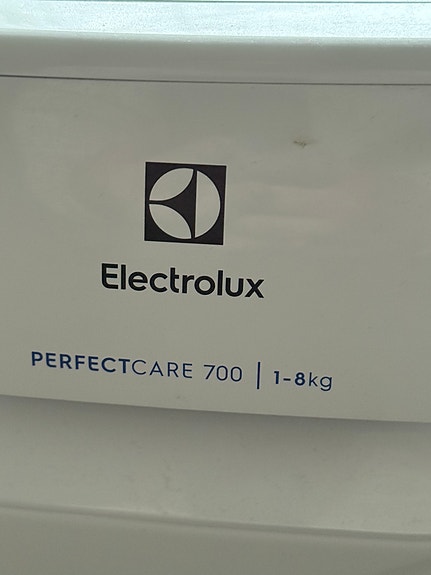 Electrolux
PERFECTCARE 700 | 1-8kg